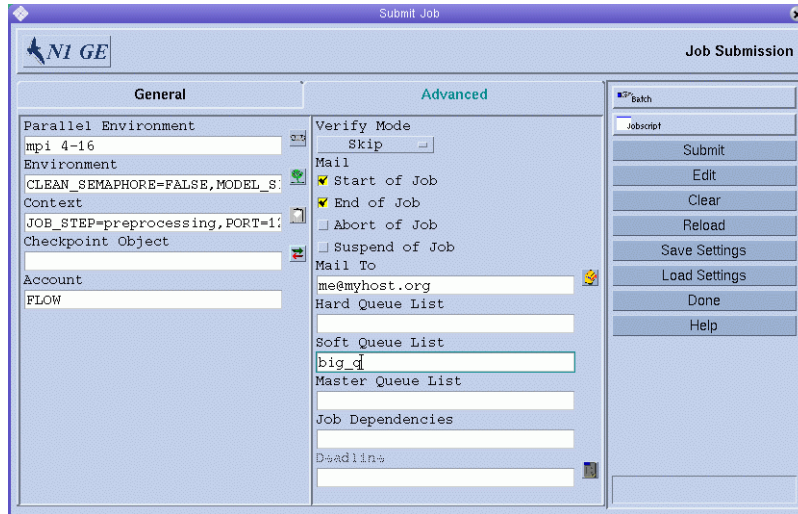 Submit Job
N1 GE
Job Submission
General
Advanced
Parallel Environment
mpi 4-16
Environment
CLEAN_SEMAPHORE=FALSE,MODEL_S
Context
JOB_STEP=preprocessing,PORT=12
Checkpoint Object
Account
FLOW
Verify Mode
Skip
Mail
Start of Job
End of Job
Abort of Job
Suspend of Job
Mail To
me@myhost.org
Hard Queue List
Soft Queue List
big_q
Master Queue List
Job Dependencies
Deadline
Batch
Jobscript
Submit
Edit
Clear
Reload
Save Settings
Load Settings
Done
Help